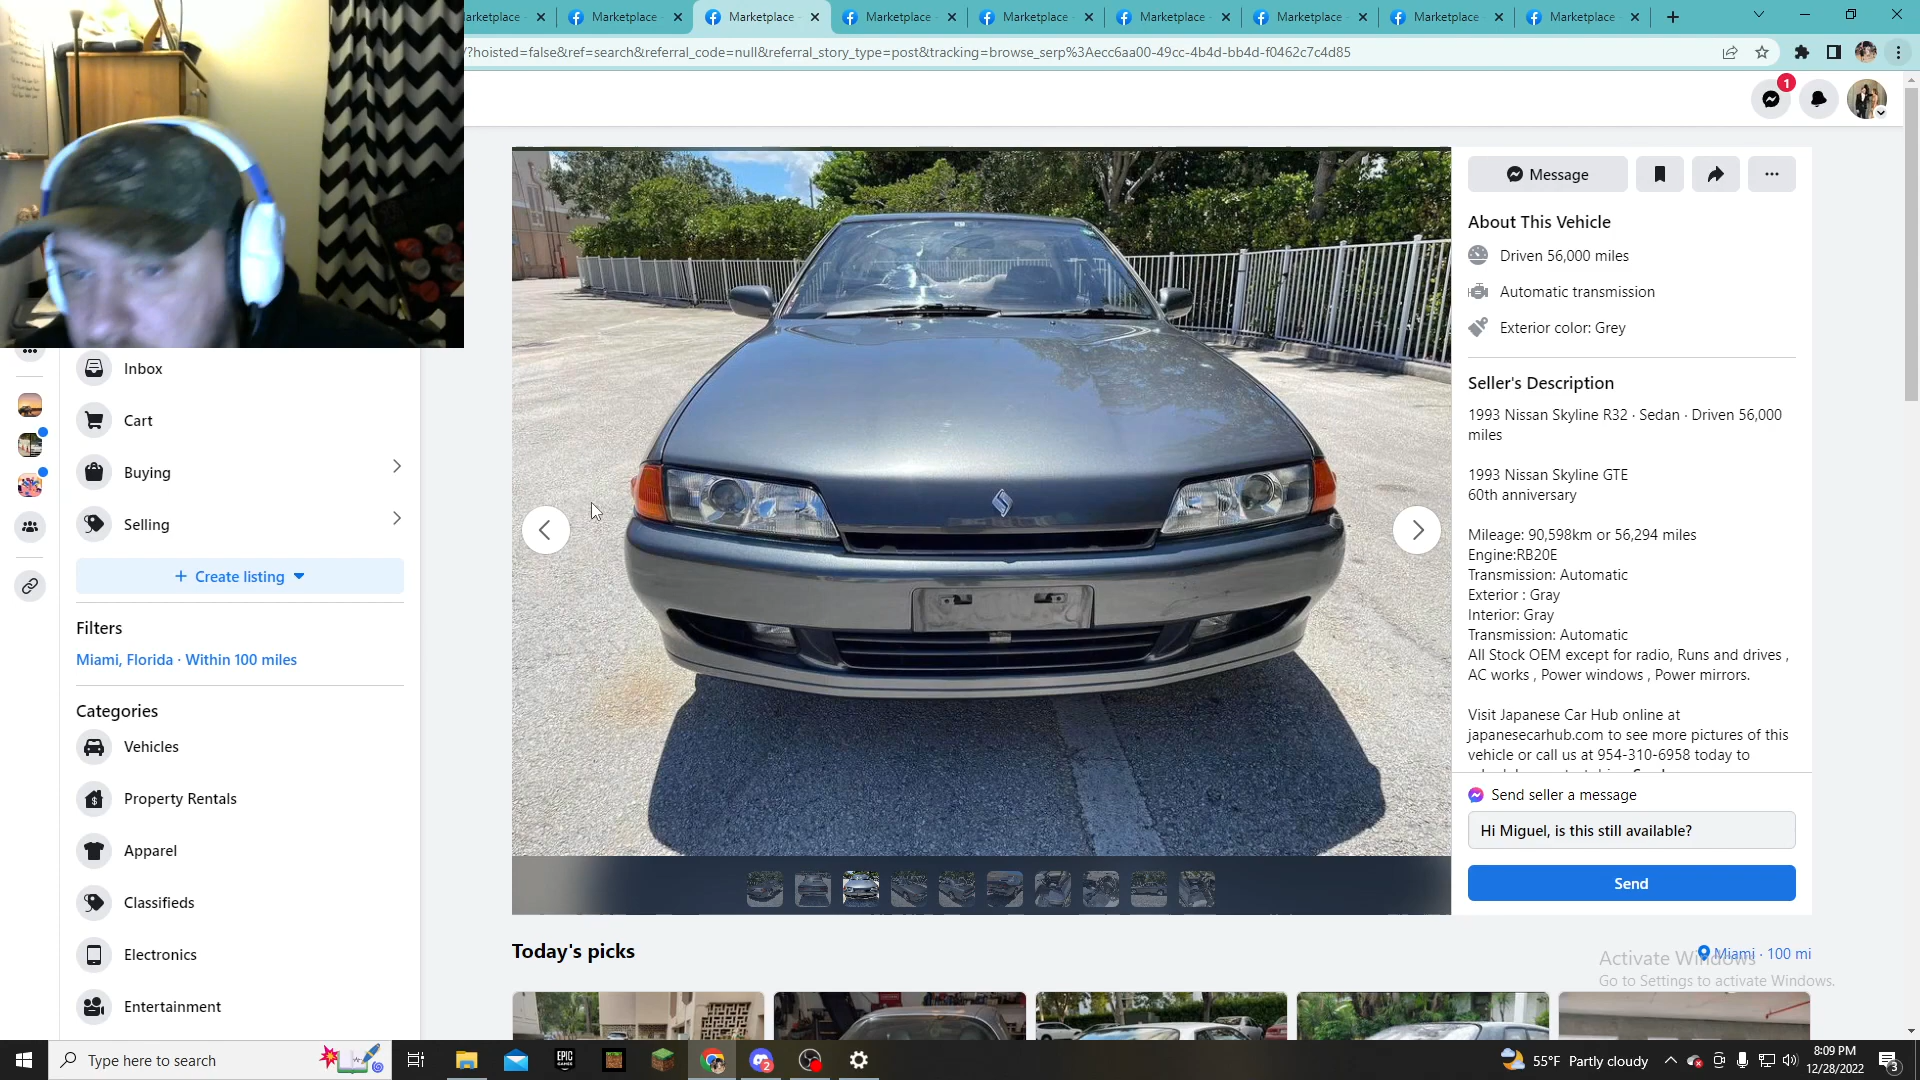 arketplace -
Marketplace -
Marketplace -
Marketplace -
Marketplace -
Marketplace -
Marketplace -
Marketplace -
Marketplace -
/?hoisted=false&ref=search&referral_code=null&referral_story_type=post&tracking=browse_serp%3Aecc6aa00-49cc-4b4d-bb4d-f0462c7c4d85
1
Message
About This Vehicle
Driven 56,000 miles
Automatic transmission
Exterior color: Grey
Seller's Description
1993 Nissan Skyline R32 · Sedan · Driven 56,000
miles
1993 Nissan Skyline GTE
60th anniversary
Mileage: 90,598km or 56,294 miles
Engine:RB20E
Transmission: Automatic
Exterior : Gray
Interior: Gray
Transmission: Automatic
All Stock OEM except for radio, Runs and drives ,
AC works , Power windows , Power mirrors.
Visit Japanese Car Hub online at
japanesecarhub.com to see more pictures of this
vehicle or call us at 954-310-6958 today to
Send seller a message
Hi Miguel, is this still available?
Send
Inbox
Cart
Buying
Selling
+ Create listing
Filters
Miami, Florida · Within 100 miles
Categories
Vehicles
Property Rentals
Apparel
Classifieds
Electronics
Entertainment
Today's picks
Miami · 100 mi
Activate Windows
Go to Settings to activate Windows.
Type here to search
EPIC
GAMES
2
55°F Partly cloudy
8:09 PM
12/28/2022
3